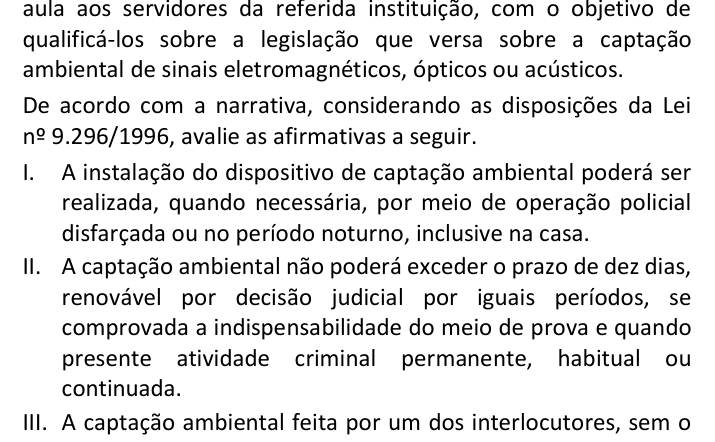 aula aos servidores da referida instituição, com o objetivo de
qualificá-los sobre a legislação que versa sobre a captação
ambiental de sinais eletromagnéticos, ópticos ou acústicos.
De acordo com a narrativa, considerando as disposições da Lei
nº 9.296/1996, avalie as afirmativas a seguir.
I. A instalação do dispositivo de captação ambiental poderá ser
realizada, quando necessária, por meio de operação policial
disfarçada ou no período noturno, inclusive na casa.
II. A captação ambiental não poderá exceder o prazo de dez dias,
renovável por decisão judicial por iguais períodos, se
comprovada a indispensabilidade do meio de prova e quando
presente atividade criminal permanente, habitual ou
continuada.
III. A captação ambiental feita por um dos interlocutores, sem o